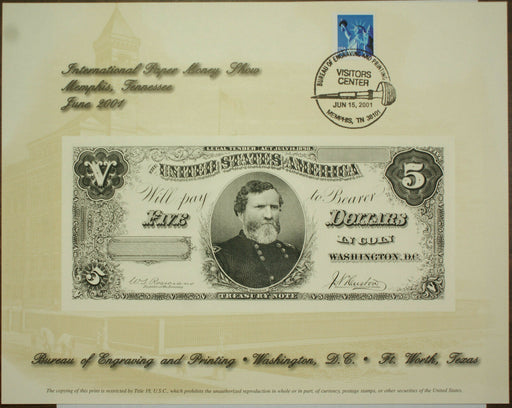 International Paper Money Show
Memphis, Tennessee
June 2001
BUREAU OF ENGRAVING AND PRINTING
VISITORS
CENTER
JUN 15, 2001
MEMPHIS, TN 38101
LEGAL TENDER ACT JULY 14, 1890
UNITED STATES OF AMERICA
V
5
Will pay to Bearer
FIVE DOLLARS
IN COIN
WASHINGTON, D.C.
5
W.S. Rosecrans
J.N. Huston
TREASURY NOTE
Bureau of Engraving and Printing • Washington, D.C. • Ft. Worth, Texas
The copying of this print is restricted by Title 18, U.S.C., which prohibits the unauthorized reproduction in whole or in part, of currency, postage stamps, or other securities of the United States.